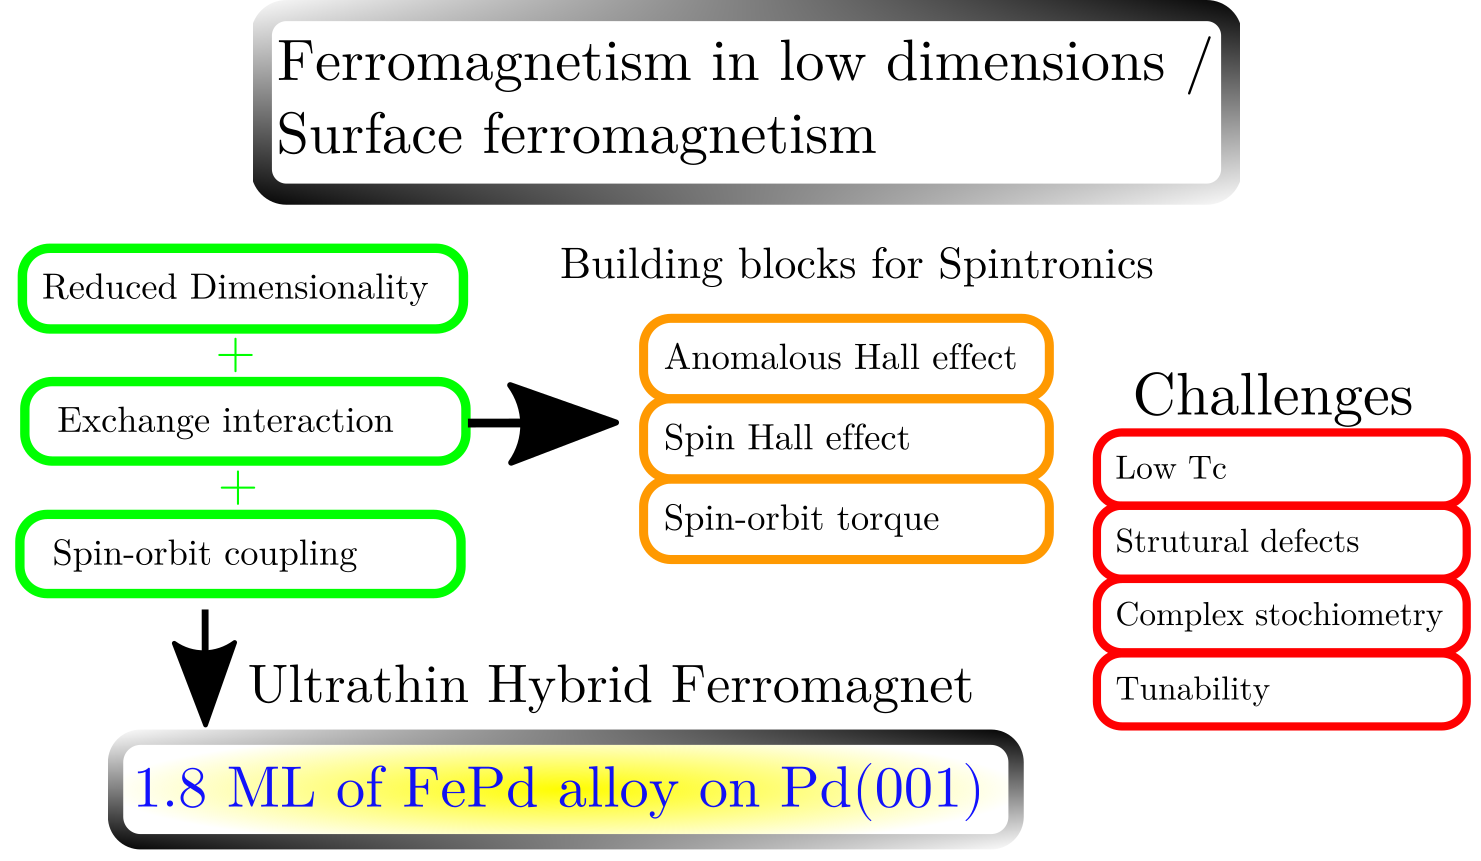 Ferromagnetism in low dimensions /
Surface ferromagnetism
Reduced Dimensionality
+
Exchange interaction
+
Spin-orbit coupling
Building blocks for Spintronics
Anomalous Hall effect
Spin Hall effect
Spin-orbit torque
Challenges
Low Tc
Strutural defects
Complex stochiometry
Tunability
Ultrathin Hybrid Ferromagnet
1.8 ML of FePd alloy on Pd(001)